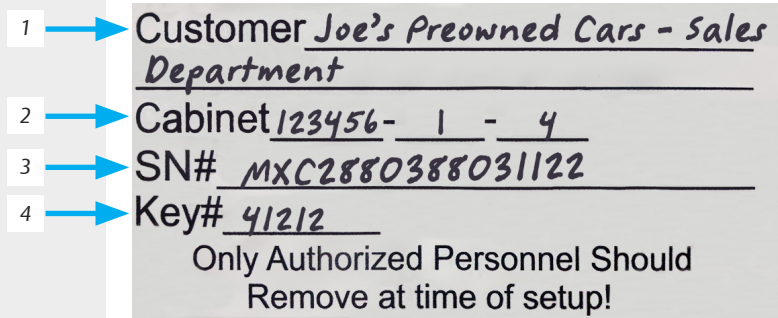 1 Customer Joe's Preowned Cars - Sales
Department
2 Cabinet 123456- 1 - 4
3 SN# MXC2880388031122
4 Key# 41212
Only Authorized Personnel Should
Remove at time of setup!